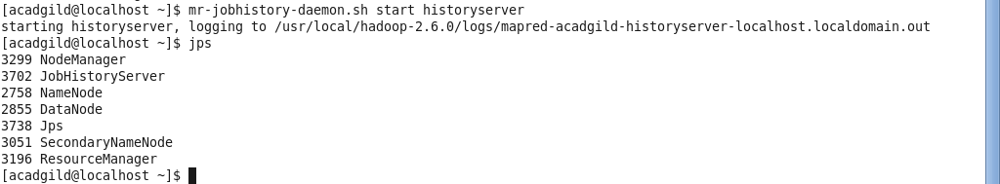 [acadgild@localhost ~]$ mr-jobhistory-daemon.sh start historyserver
starting historyserver, logging to /usr/local/hadoop-2.6.0/logs/mapred-acadgild-historyserver-localhost.localdomain.out
[acadgild@localhost ~]$ jps
3299 NodeManager
3702 JobHistoryServer
2758 NameNode
2855 DataNode
3738 Jps
3051 SecondaryNameNode
3196 ResourceManager
[acadgild@localhost ~]$